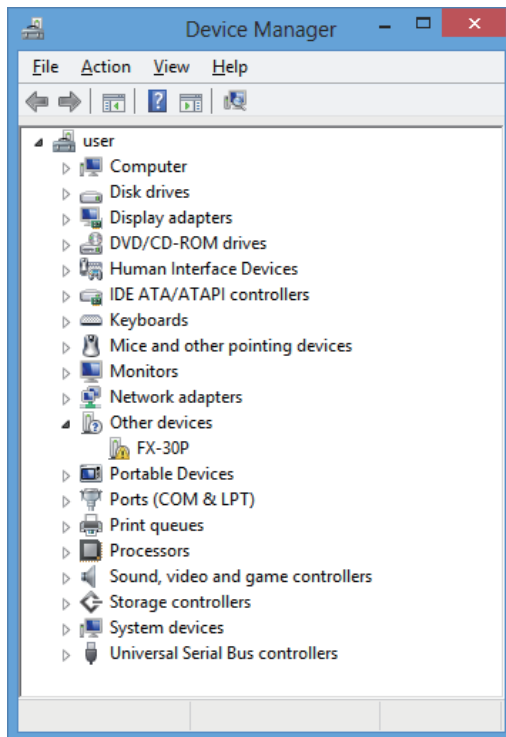 Device Manager
File Action View Help
user
Computer
Disk drives
Display adapters
DVD/CD-ROM drives
Human Interface Devices
IDE ATA/ATAPI controllers
Keyboards
Mice and other pointing devices
Monitors
Network adapters
Other devices
FX-30P
Portable Devices
Ports (COM & LPT)
Print queues
Processors
Sound, video and game controllers
Storage controllers
System devices
Universal Serial Bus controllers